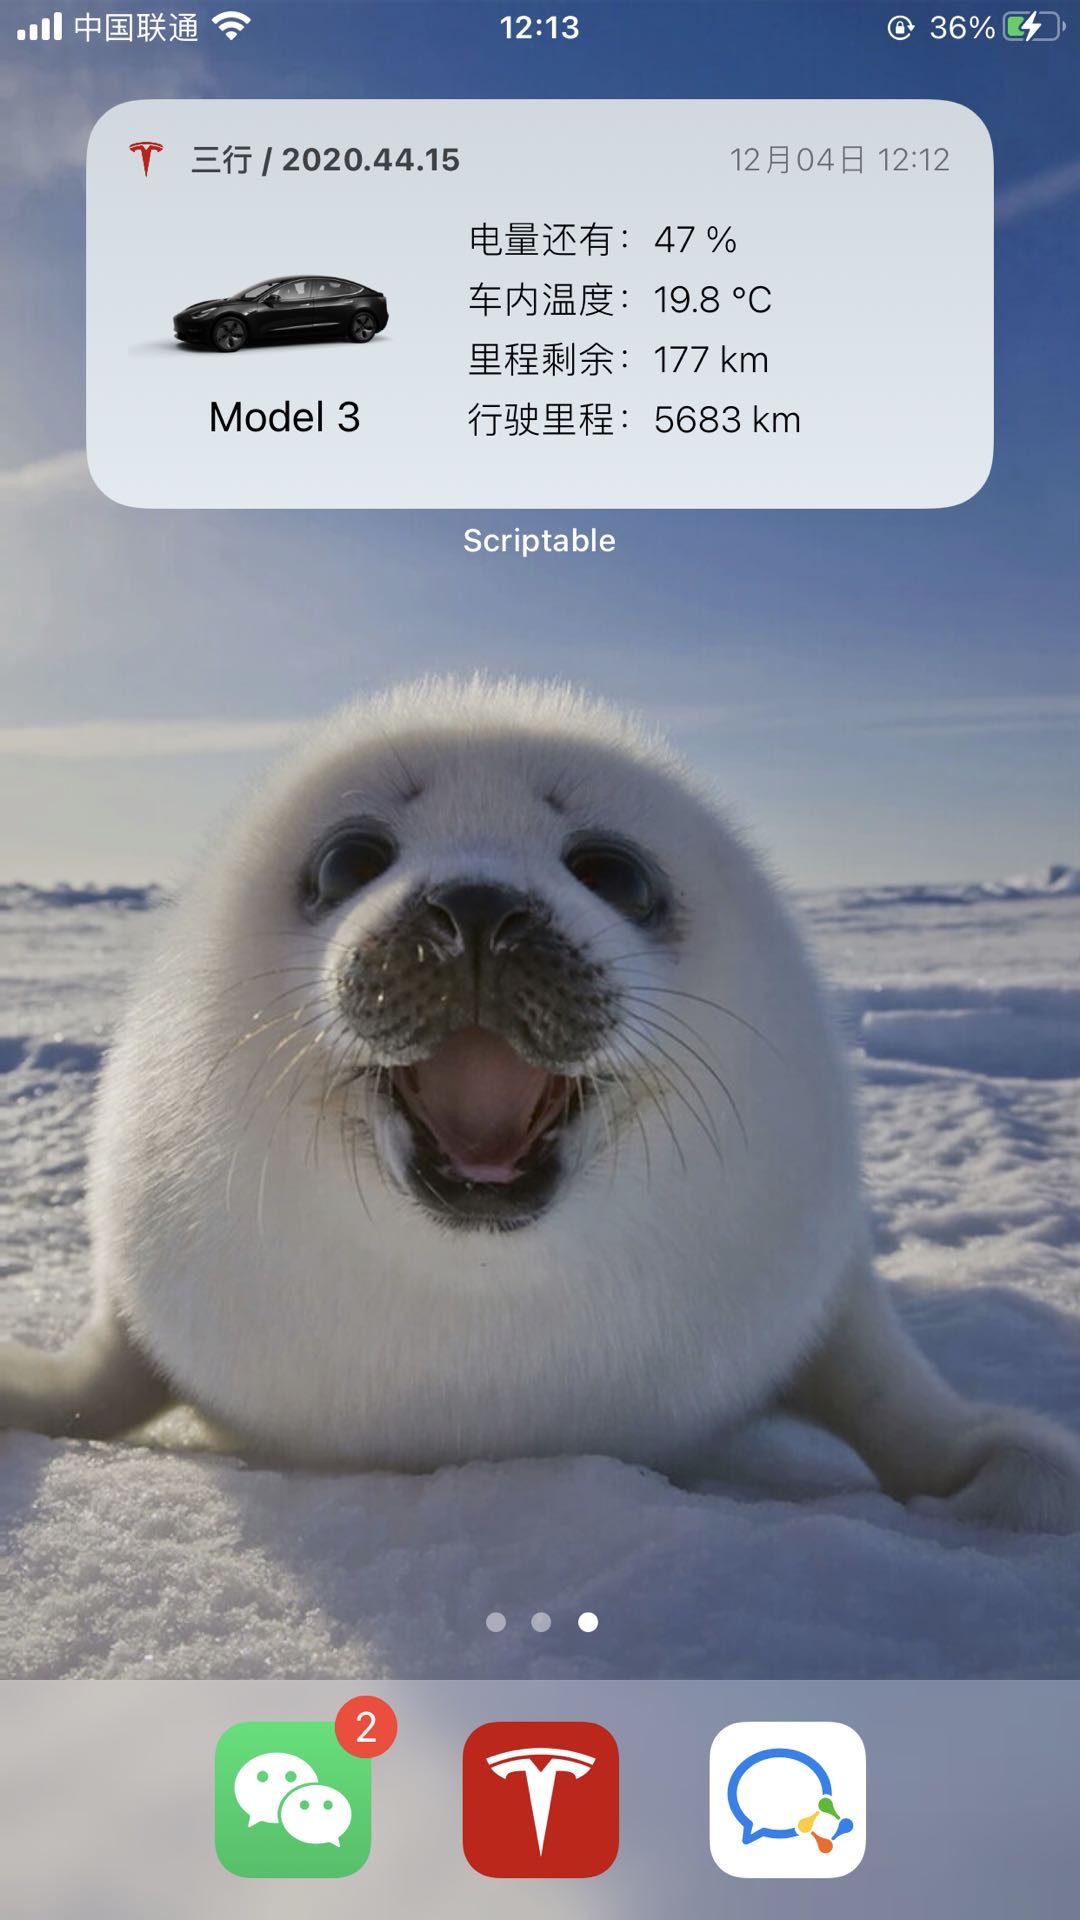 中国联通 12:13 36%
三行 / 2020.44.15 12月04日 12:12
电量还有： 47 %
车内温度： 19.8 °C
里程剩余： 177 km
行驶里程： 5683 km
Model 3
Scriptable
2